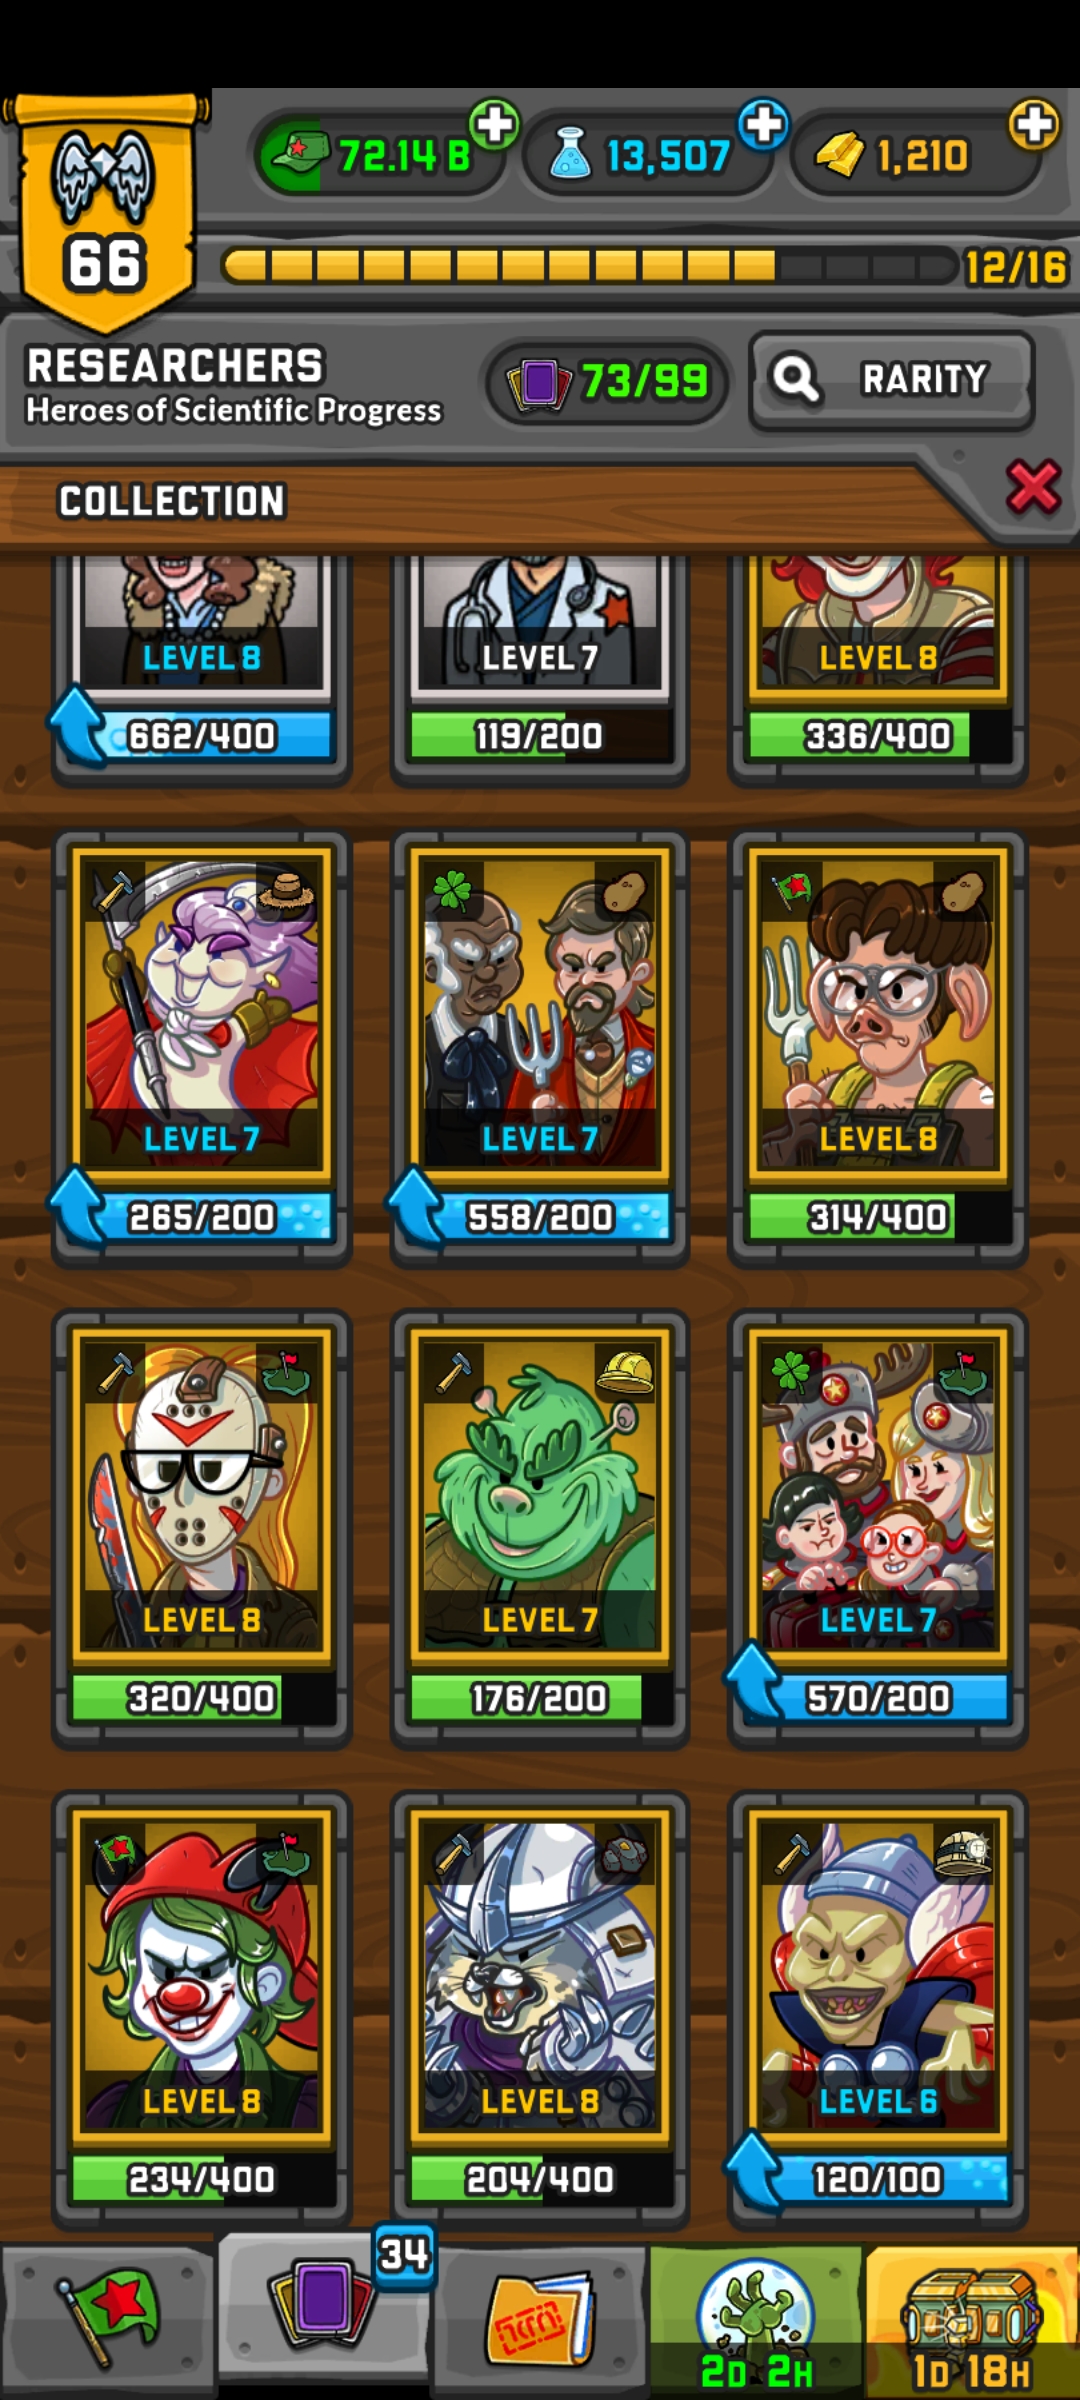 72.14 B
13,507
1,210
66
12/16
RESEARCHERS
Heroes of Scientific Progress
73/99
RARITY
COLLECTION
LEVEL 8
LEVEL 7
LEVEL 8
662/400
119/200
336/400
LEVEL 7
LEVEL 7
LEVEL 8
265/200
558/200
314/400
LEVEL 8
LEVEL 7
LEVEL 7
320/400
176/200
570/200
LEVEL 8
LEVEL 8
LEVEL 6
234/400
204/400
120/100
34
2D 2H
1D 18H